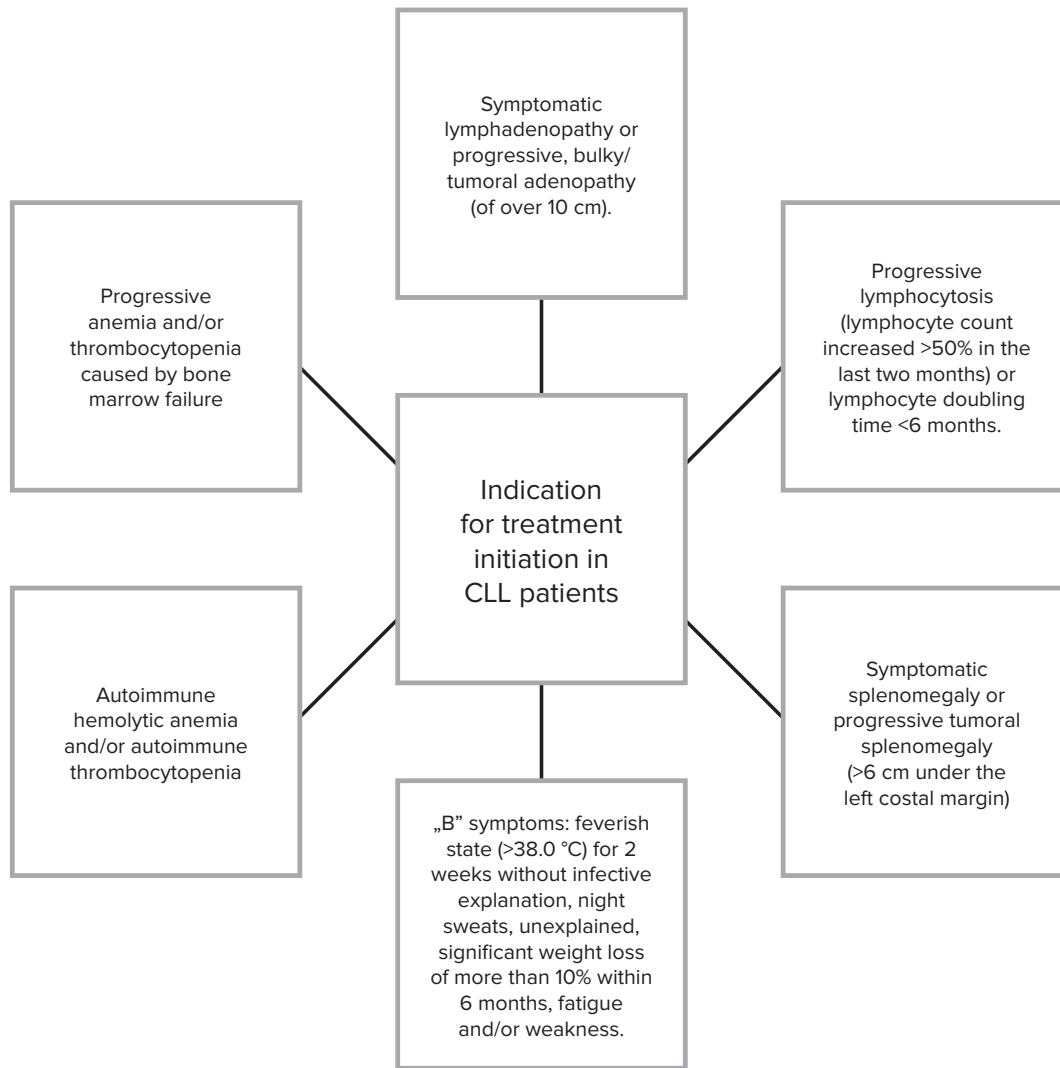 Symptomatic
lymphadenopathy or
progressive, bulky/
tumoral adenopathy
(of over 10 cm).
Progressive
anemia and/or
thrombocytopenia
caused by bone
marrow failure
Progressive
lymphocytosis
(lymphocyte count
increased >50% in the
last two months) or
lymphocyte doubling
time <6 months.
Indication
for treatment
initiation in
CLL patients
Autoimmune
hemolytic anemia
and/or autoimmune
thrombocytopenia
Symptomatic
splenomegaly or
progressive tumoral
splenomegaly
(>6 cm under the
left costal margin)
„B” symptoms: feverish
state (>38.0 °C) for 2
weeks without infective
explanation, night
sweats, unexplained,
significant weight loss
of more than 10% within
6 months, fatigue
and/or weakness.